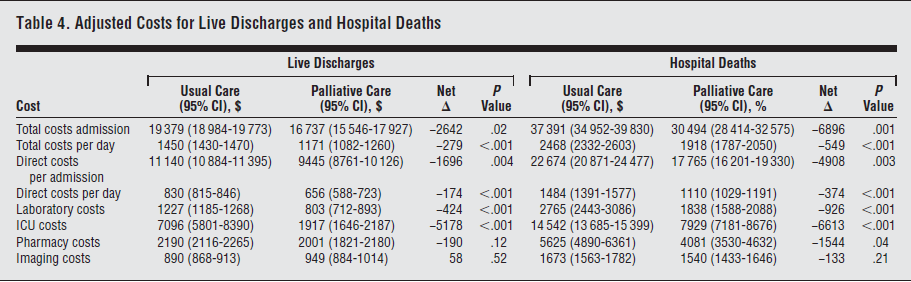 Table 4. Adjusted Costs for Live Discharges and Hospital Deaths
Live Discharges Hospital Deaths
Usual Care Palliative Care Net P Usual Care Palliative Care Net P
Cost (95% CI), $ (95% CI), $ Δ Value (95% CI), $ (95% CI), % Δ Value
Total costs admission 19 379 (18 984-19 773) 16 737 (15 546-17 927) −2642 .02 37 391 (34 952-39 830) 30 494 (28 414-32 575) −6896 .001
Total costs per day 1450 (1430-1470) 1171 (1082-1260) −279 <.001 2468 (2332-2603) 1918 (1787-2050) −549 <.001
Direct costs 11 140 (10 884-11 395) 9445 (8761-10 126) −1696 .004 22 674 (20 871-24 477) 17 765 (16 201-19 330) −4908 .003
per admission
Direct costs per day 830 (815-846) 656 (588-723) −174 <.001 1484 (1391-1577) 1110 (1029-1191) −374 <.001
Laboratory costs 1227 (1185-1268) 803 (712-893) −424 <.001 2765 (2443-3086) 1838 (1588-2088) −926 <.001
ICU costs 7096 (5801-8390) 1917 (1646-2187) −5178 <.001 14 542 (13 685-15 399) 7929 (7181-8676) −6613 <.001
Pharmacy costs 2190 (2116-2265) 2001 (1821-2180) −190 .12 5625 (4890-6361) 4081 (3530-4632) −1544 .04
Imaging costs 890 (868-913) 949 (884-1014) 58 .52 1673 (1563-1782) 1540 (1433-1646) −133 .21